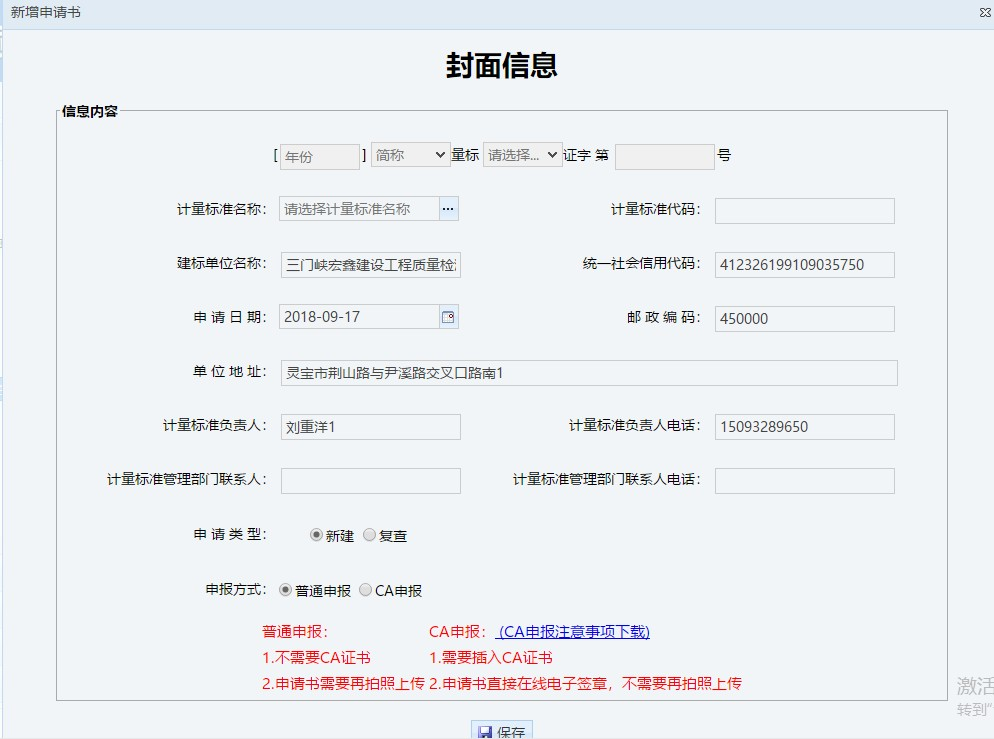 新增申请书
封面信息
信息内容
[ 年份 ] 简称 量标 请选择... 证字 第 号
计量标准名称: 请选择计量标准名称 ... 计量标准代码:
建标单位名称: 三门峡宏鑫建设工程质量检 统一社会信用代码: 412326199109035750
申 请 日 期: 2018-09-17 邮 政 编 码: 450000
单 位 地 址: 灵宝市荆山路与尹溪路交叉口路南1
计量标准负责人: 刘重洋1 计量标准负责人电话: 15093289650
计量标准管理部门联系人: 计量标准管理部门联系人电话:
申 请 类 型: 新建 复查
申报方式: 普通申报 CA申报
普通申报: CA申报: (CA申报注意事项下载)
1.不需要CA证书 1.需要插入CA证书
2.申请书需要再拍照上传 2.申请书直接在线电子签章，不需要再拍照上传
激活
转到"
保存